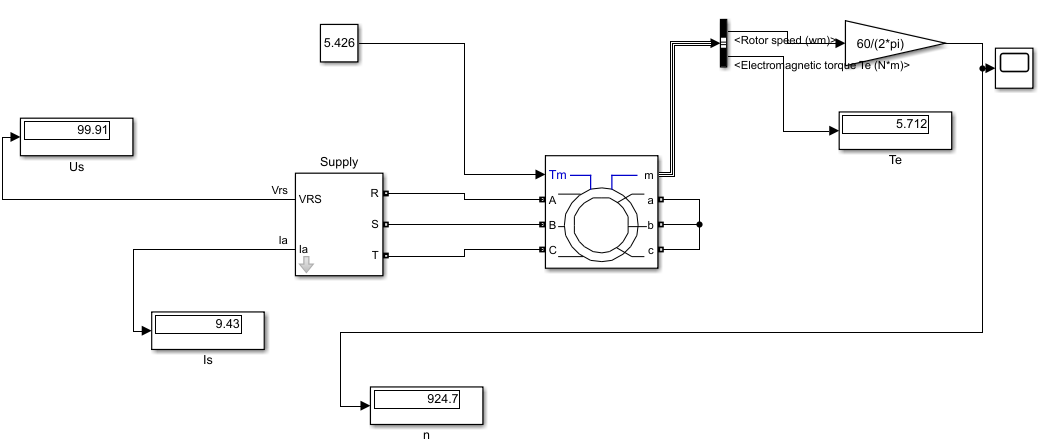 5.426
<Rotor speed (wm)>
60/(2*pi)
<Electromagnetic torque Te (N*m)>
99.91
Us
5.712
Te
Supply
Vrs
VRS
R
S
T
Ia
Ia
Tm
m
A
a
B
b
C
c
9.43
Is
924.7
n